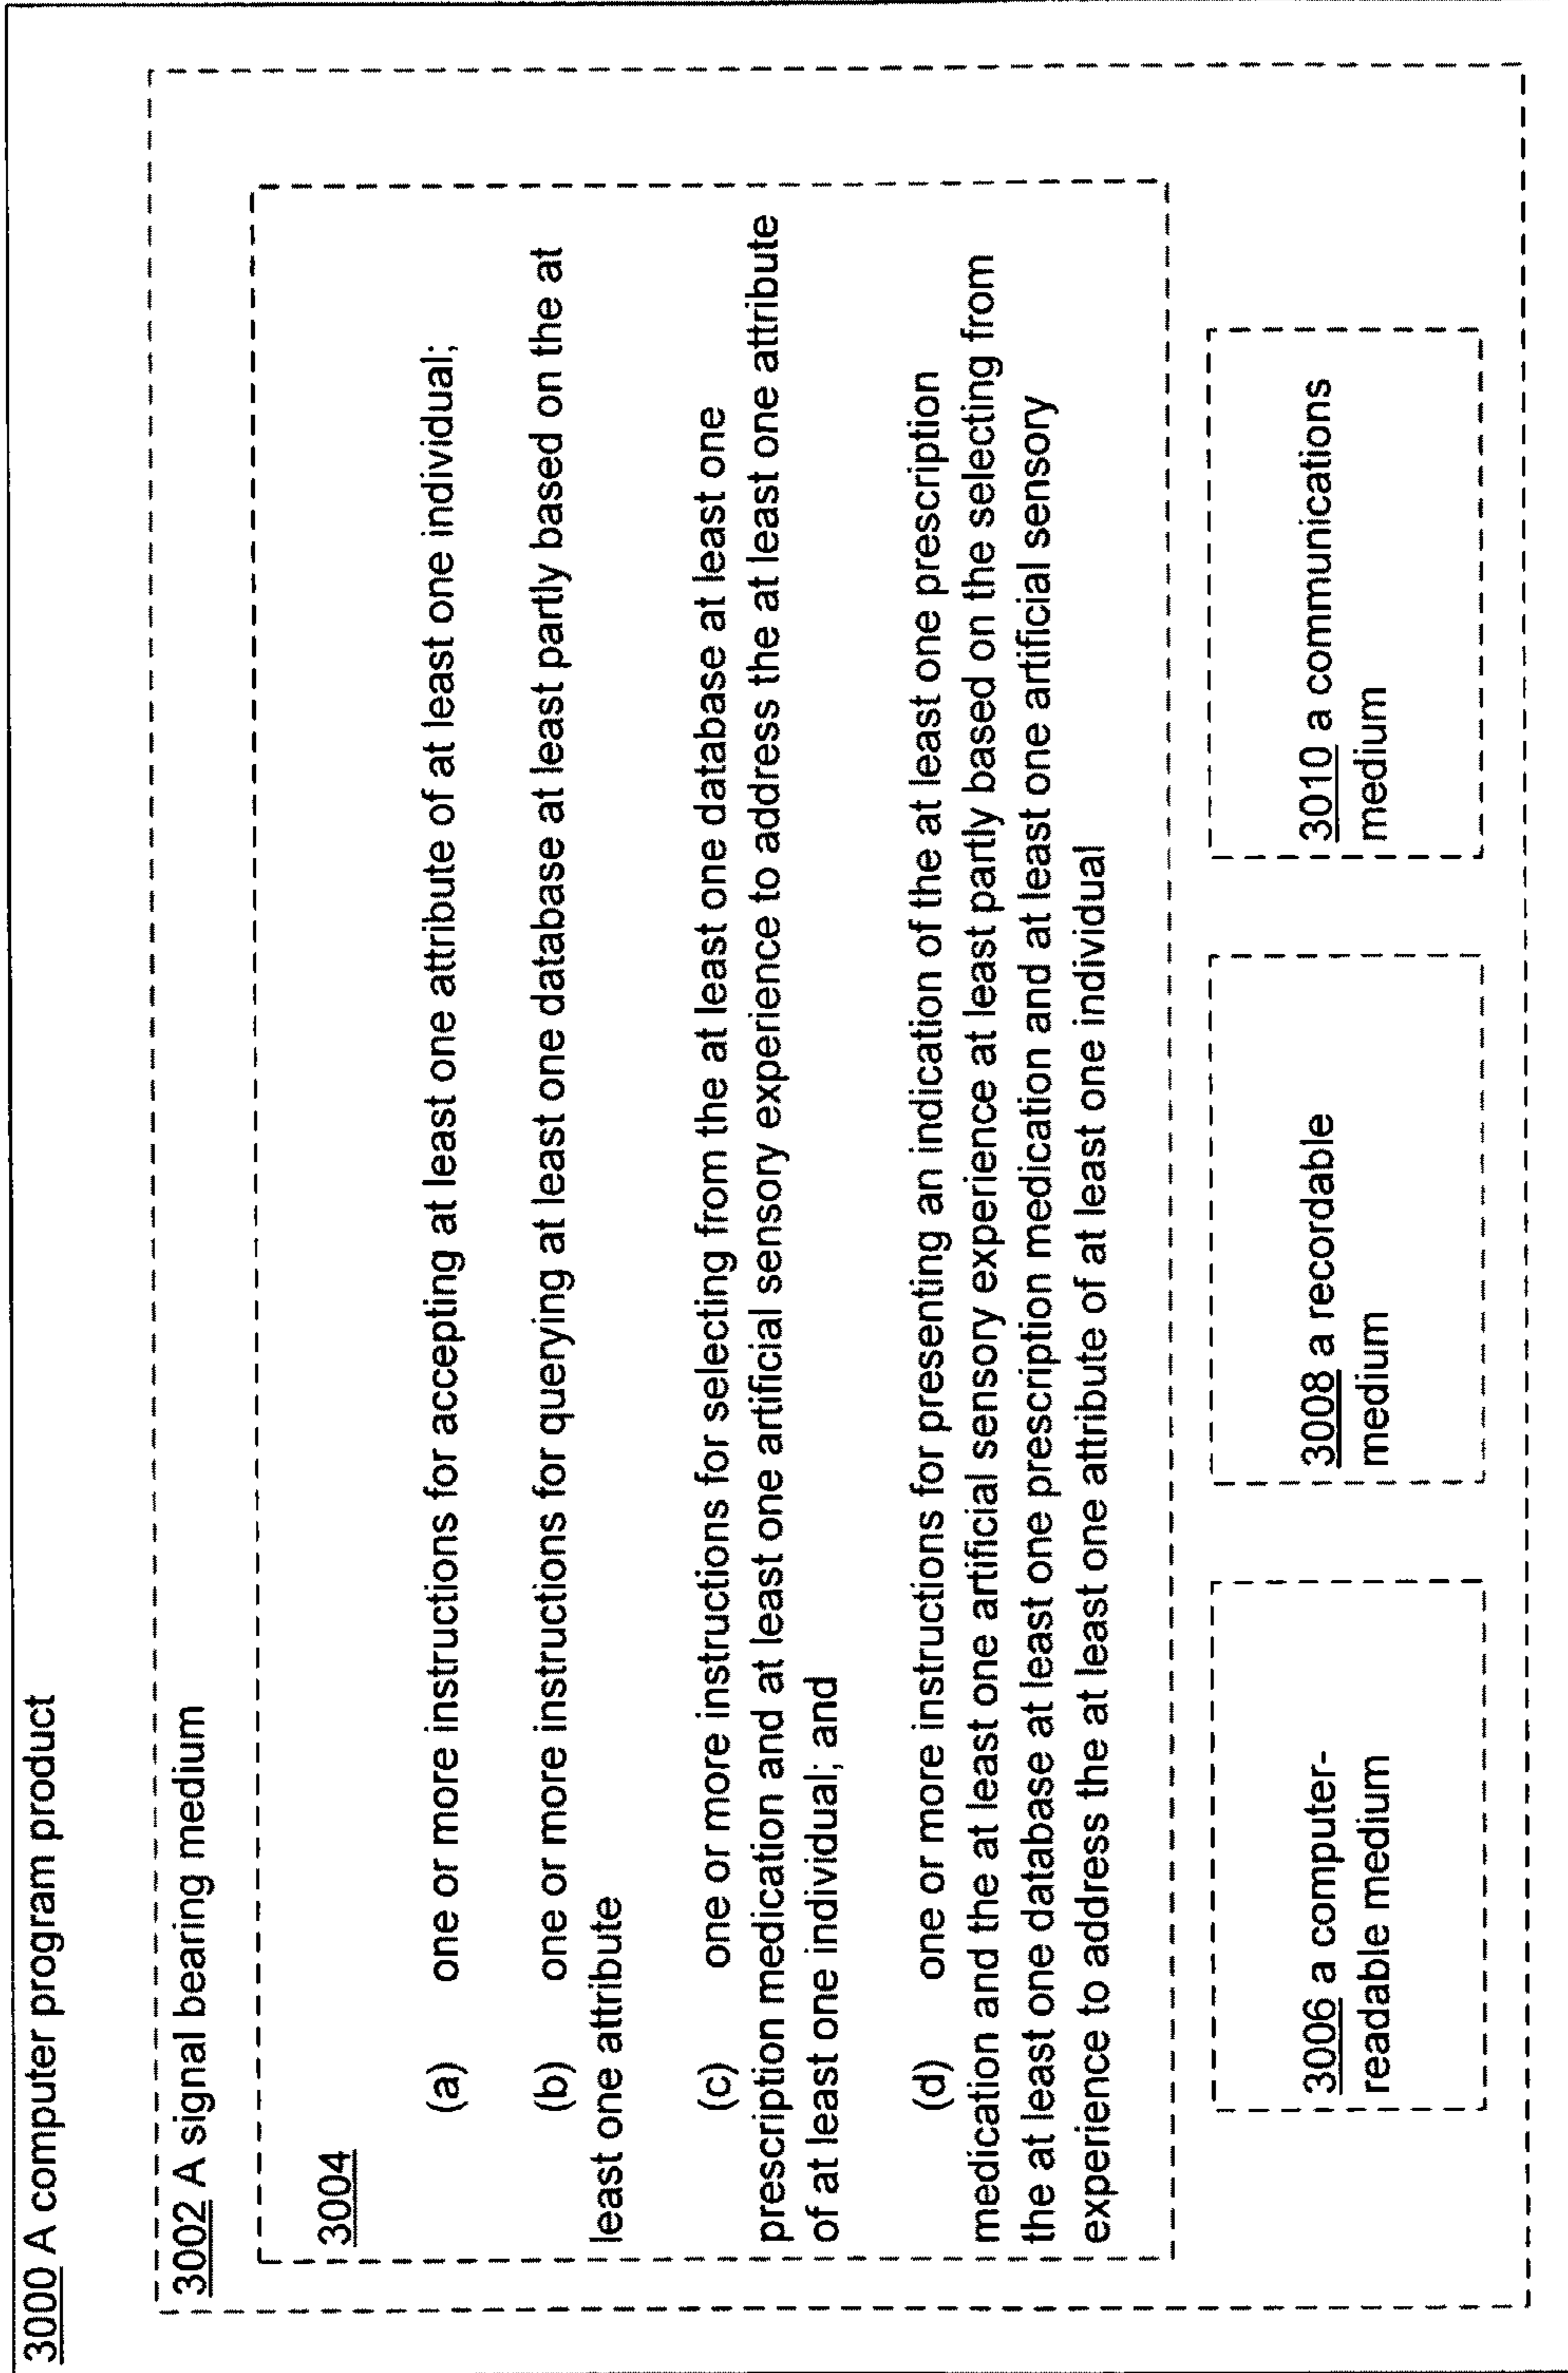 3000 A computer program product
3002 A signal bearing medium
3004
(a) one or more instructions for accepting at least one attribute of at least one individual;
(b) one or more instructions for querying at least one database at least partly based on the at
least one attribute
(c) one or more instructions for selecting from the at least one database at least one
prescription medication and at least one artificial sensory experience to address the at least one attribute
of at least one individual; and
(d) one or more instructions for presenting an indication of the at least one prescription
medication and the at least one artificial sensory experience at least partly based on the selecting from
the at least one database at least one prescription medication and at least one artificial sensory
experience to address the at least one attribute of at least one individual
3006 a computer-
readable medium
3008 a recordable
medium
3010 a communications
medium